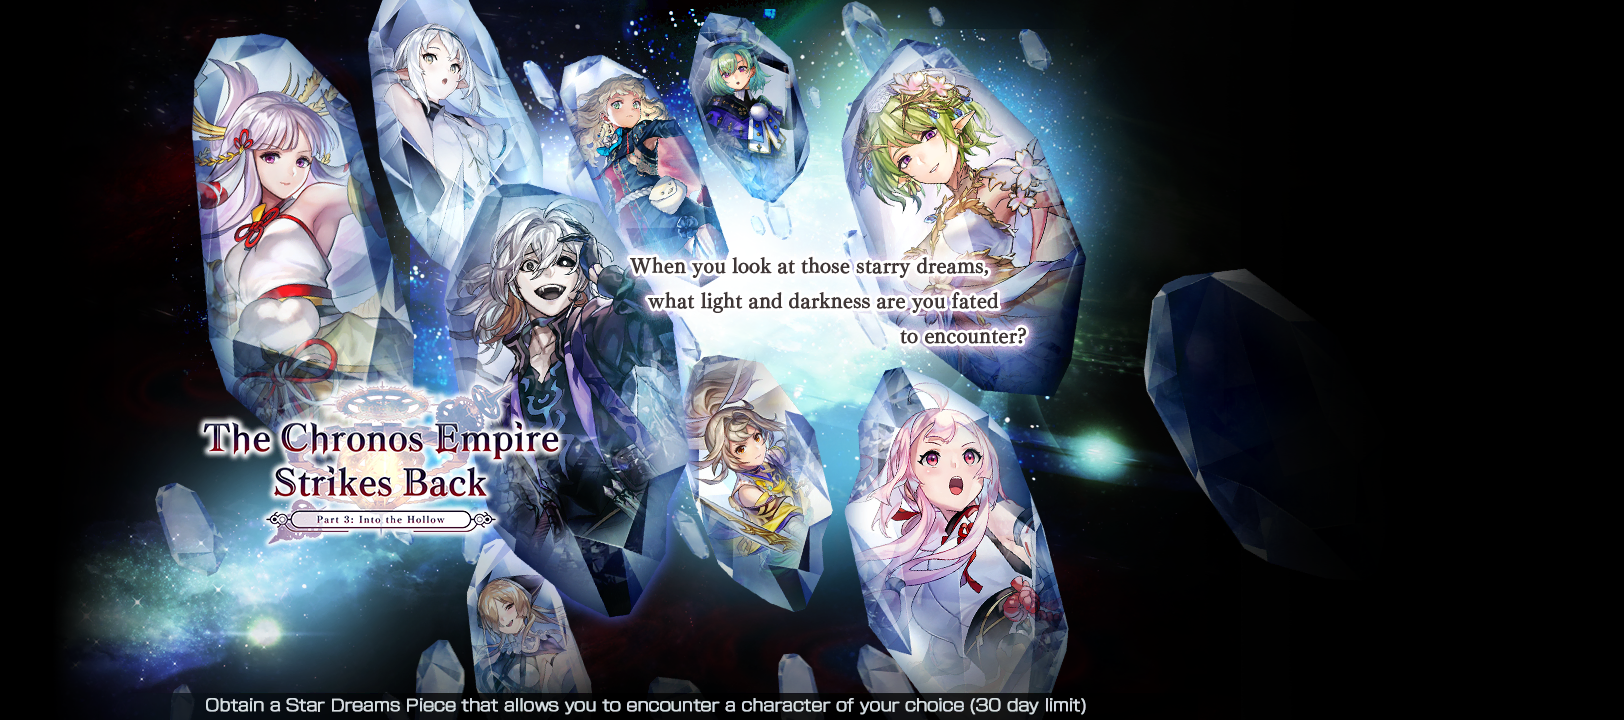 When you look at those starry dreams,
what light and darkness are you fated
to encounter?
The Chronos Empire
Strikes Back
Part 3: Into the Hollow
Obtain a Star Dreams Piece that allows you to encounter a character of your choice (30 day limit)